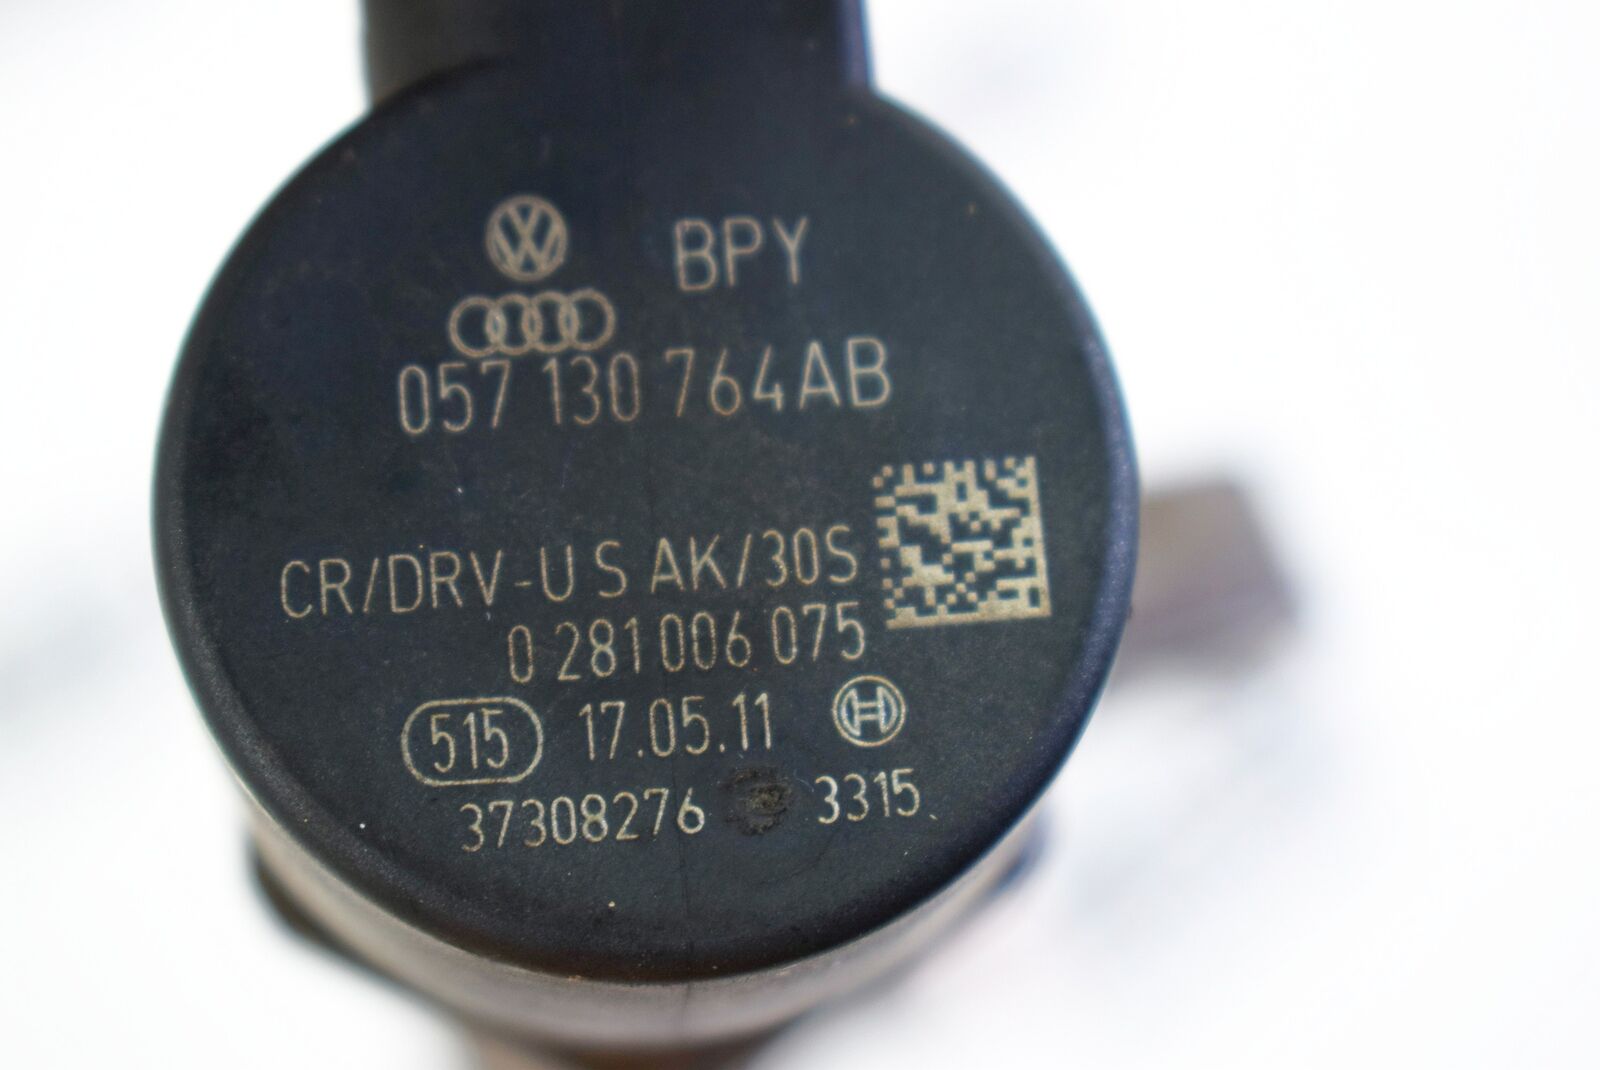 BPY
057 130 764AB
CR/DRV-U S AK/30S
0 281 006 075
515 17.05.11
37308276 3315